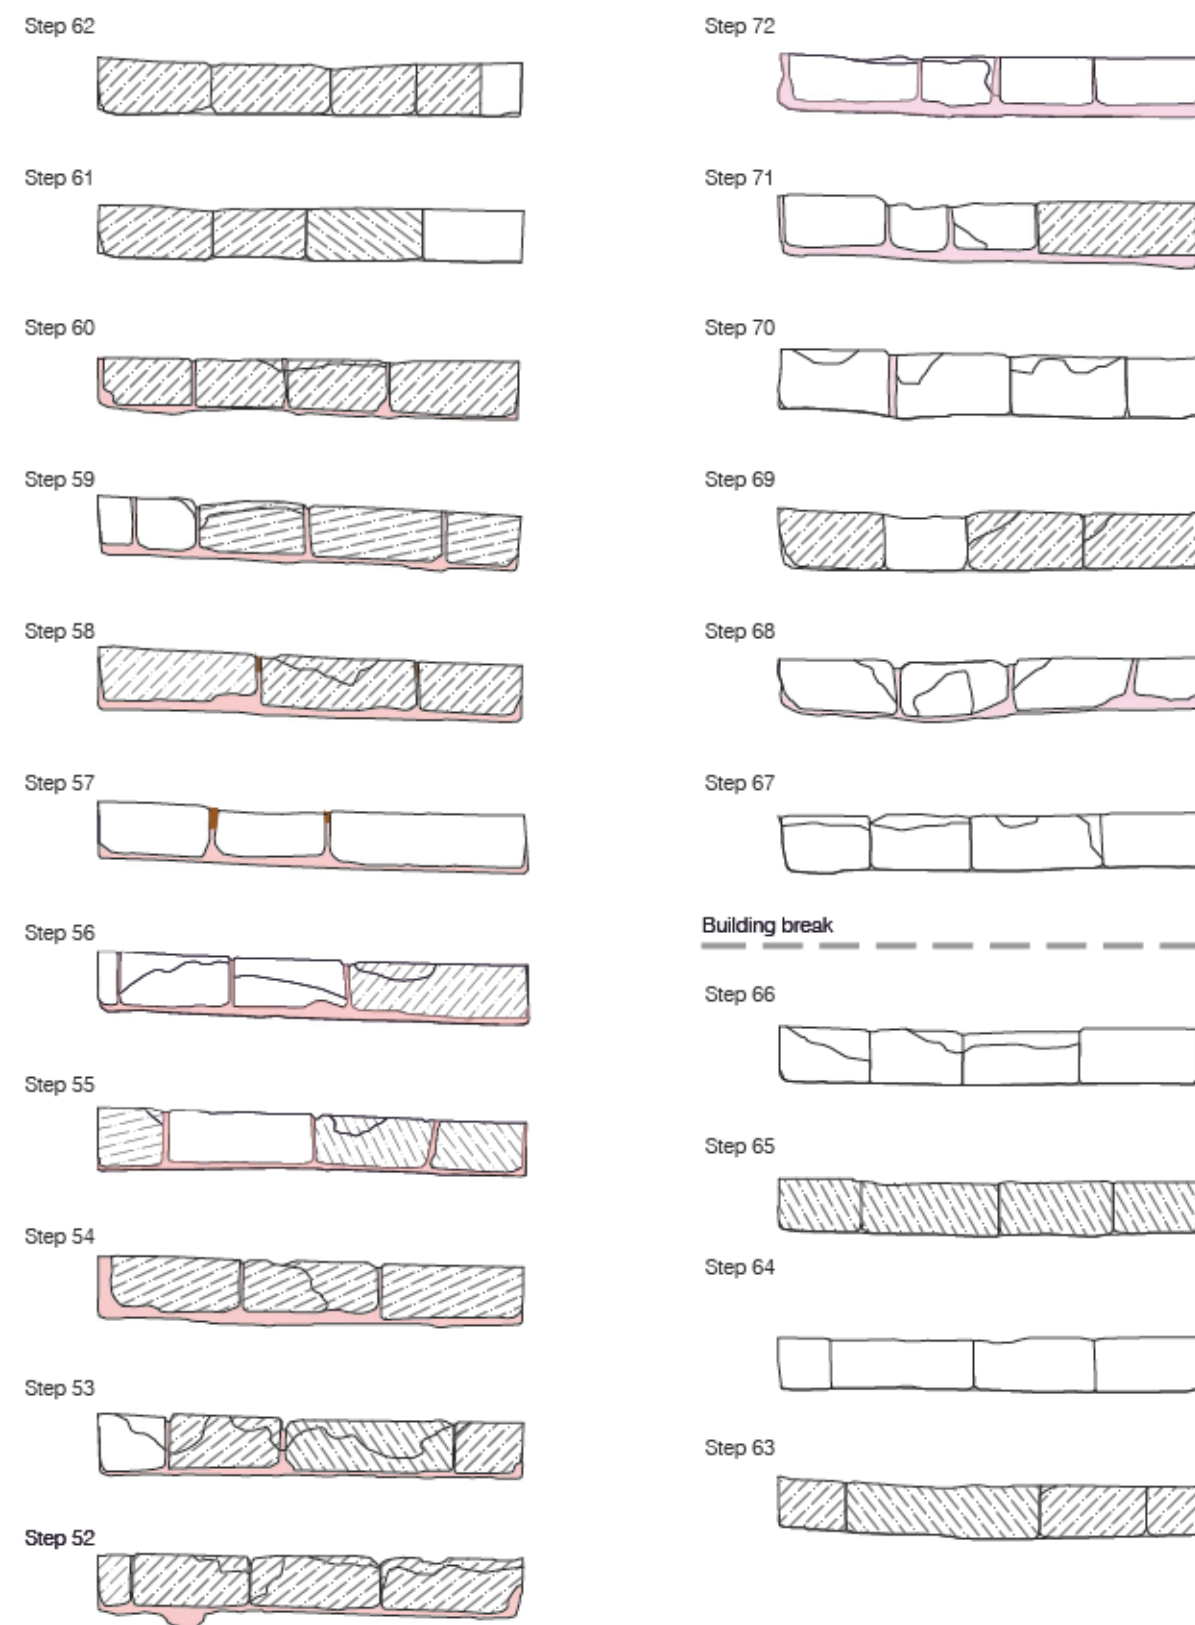 Step 62
Step 61
Step 60
Step 59
Step 58
Step 57
Step 56
Step 55
Step 54
Step 53
Step 52
Step 72
Step 71
Step 70
Step 69
Step 68
Step 67
Building break
Step 66
Step 65
Step 64
Step 63